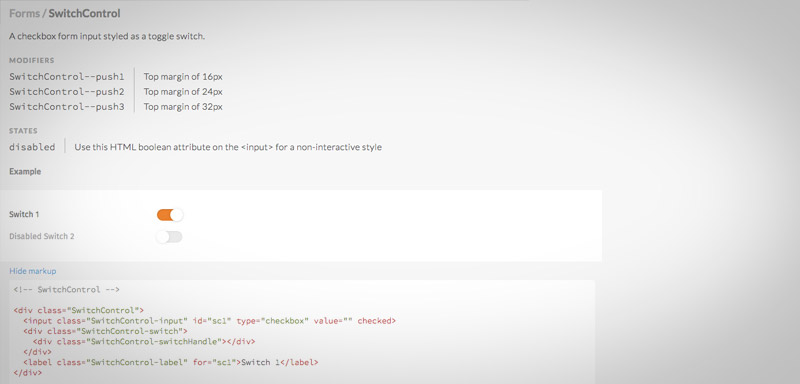 Forms / SwitchControl
A checkbox form input styled as a toggle switch.
MODIFIERS
SwitchControl--push1 Top margin of 16px
SwitchControl--push2 Top margin of 24px
SwitchControl--push3 Top margin of 32px
STATES
disabled Use this HTML boolean attribute on the <input> for a non-interactive style
Example
Switch 1
Disabled Switch 2
Hide markup
<!-- SwitchControl -->
<div class="SwitchControl">
<input class="SwitchControl-input" id="sc1" type="checkbox" value="" checked>
<div class="SwitchControl-switch">
<div class="SwitchControl-switchHandle"></div>
</div>
<label class="SwitchControl-label" for="sc1">Switch 1</label>
</div>